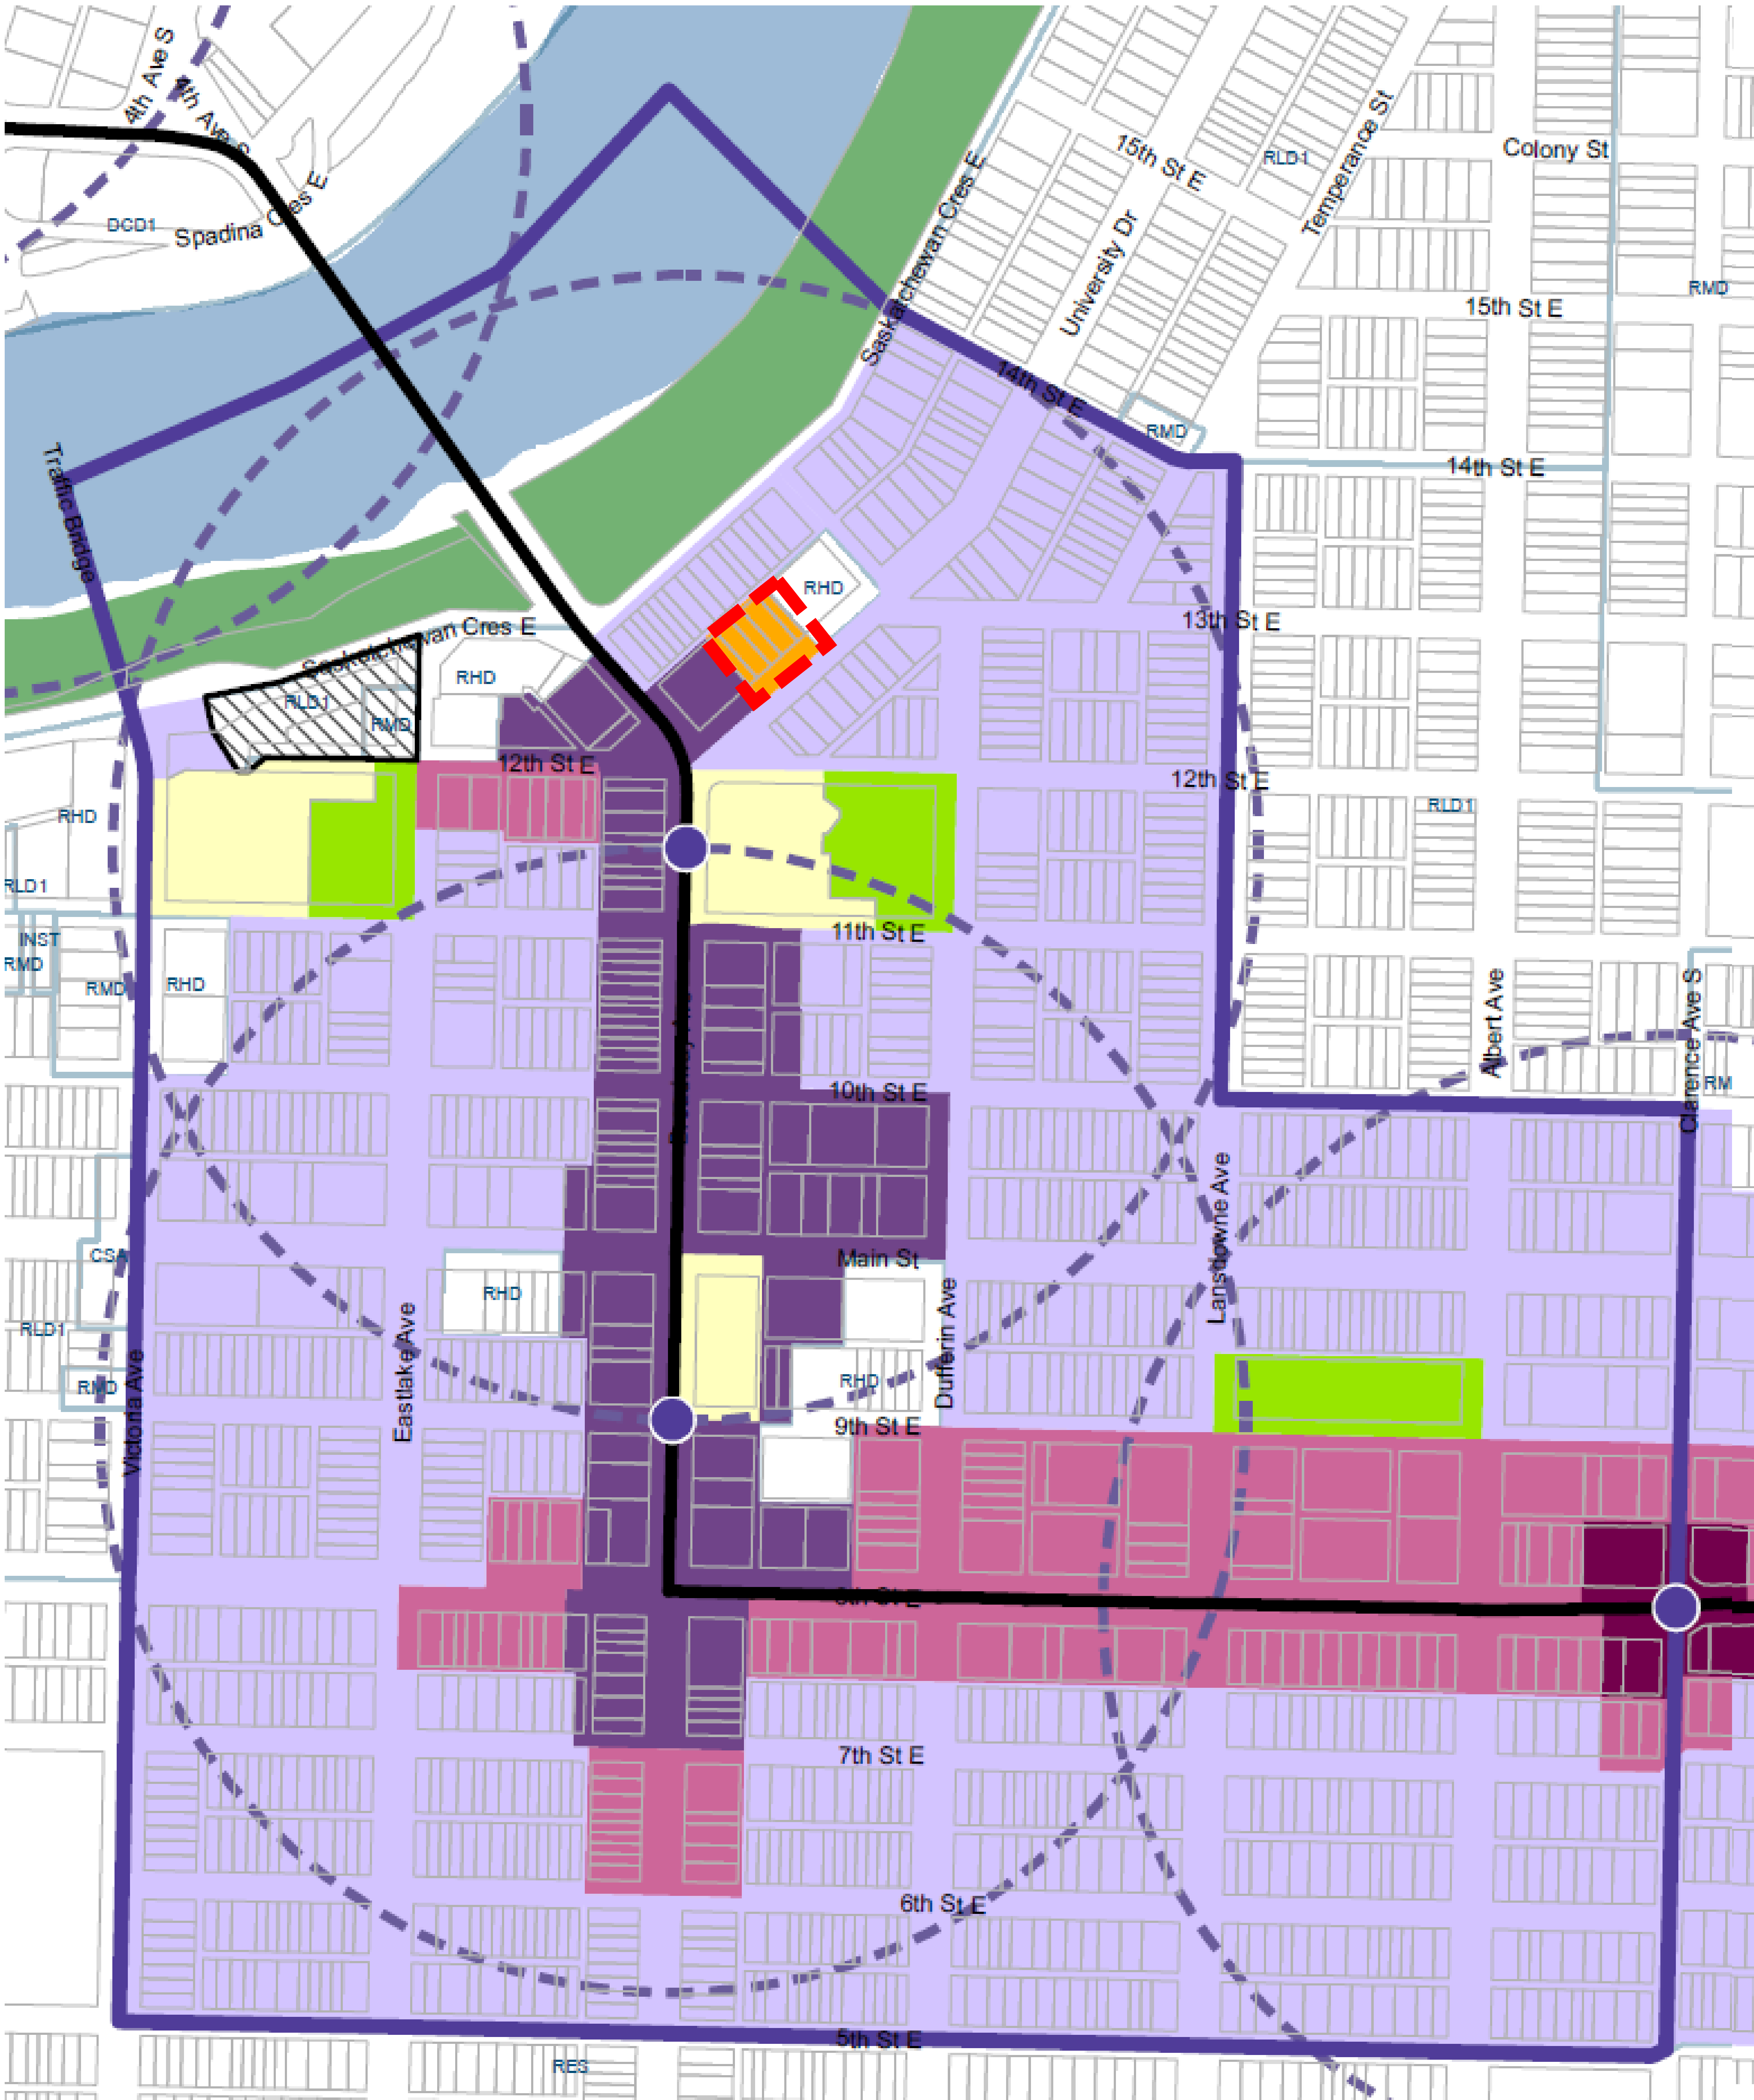 4th Ave S
4th Ave S
Colony St
15th St E
RLD1
Temperance St
DCD1
Spadina Cres E
Saskatchewan Cres E
University Dr
RMD
15th St E
14th St E
RMD
14th St E
Traffic Bridge
RHD
13th St E
Saskatchewan Cres E
RHD
RLD1
RMD
12th St E
12th St E
RLD1
RHD
RLD1
11th St E
INST
RMD
RMD
RHD
Broadway Ave
Albert Ave
Clarence Ave S
10th St E
RM
Lansdowne Ave
CSA
Main St
RHD
Dufferin Ave
RLD1
Eastlake Ave
Victoria Ave
RMD
RHD
9th St E
8th St E
7th St E
6th St E
5th St E
RES